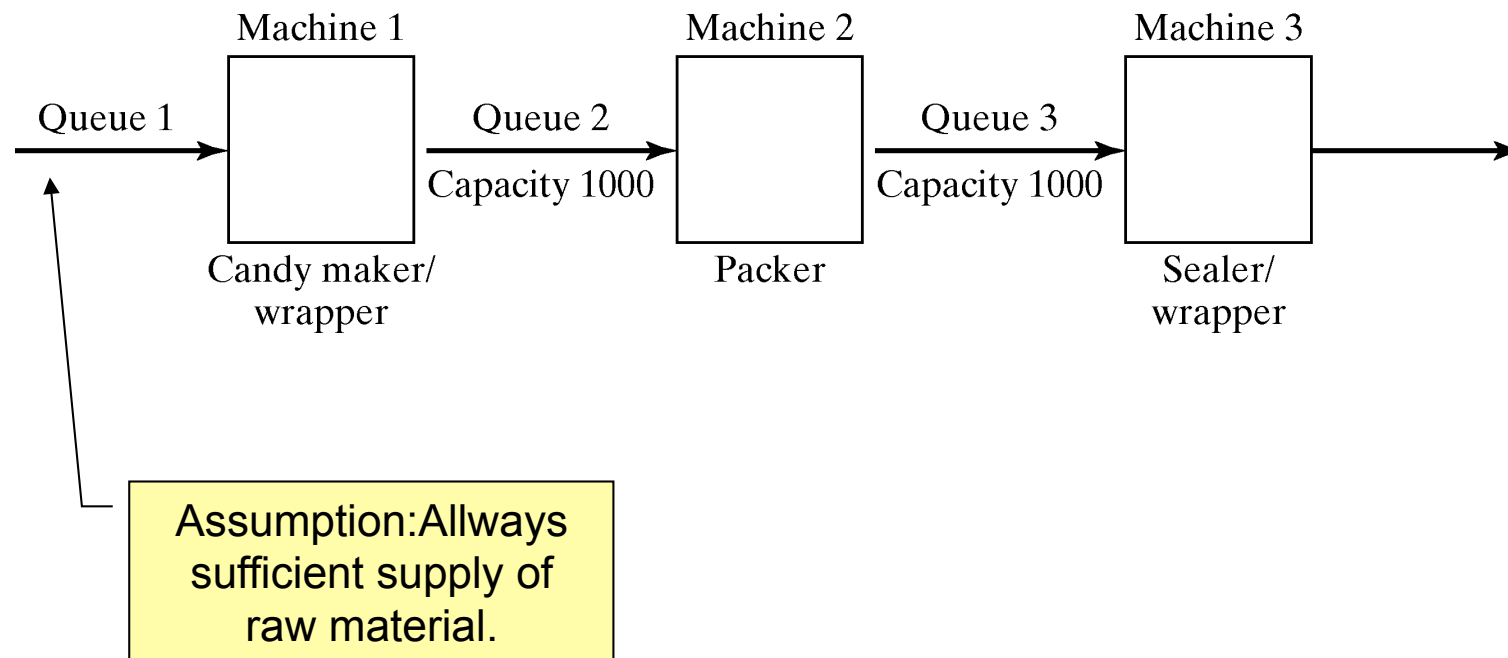 Machine 1
Machine 2
Machine 3
Queue 1
Queue 2
Queue 3
Capacity 1000
Capacity 1000
Candy maker/
wrapper
Packer
Sealer/
wrapper
Assumption:Allways
sufficient supply of
raw material.